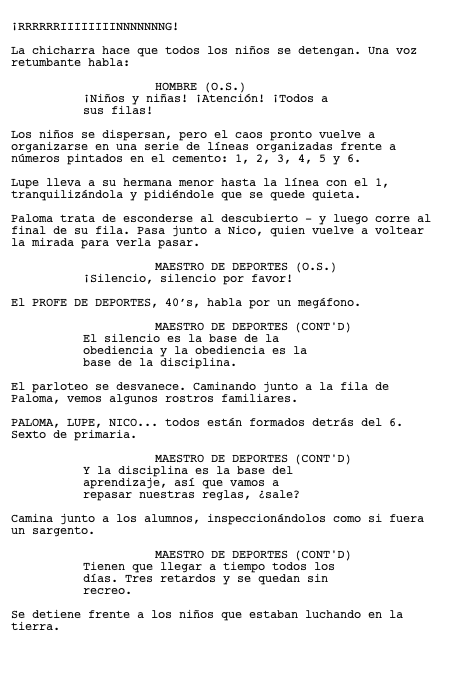 ¡RRRRRRIIIIIIIINNNNNNNG!
La chicharra hace que todos los niños se detengan. Una voz
retumbante habla:
HOMBRE (O.S.)
¡Niños y niñas! ¡Atención! ¡Todos a
sus filas!
Los niños se dispersan, pero el caos pronto vuelve a
organizarse en una serie de líneas organizadas frente a
números pintados en el cemento: 1, 2, 3, 4, 5 y 6.
Lupe lleva a su hermana menor hasta la línea con el 1,
tranquilizándola y pidiéndole que se quede quieta.
Paloma trata de esconderse al descubierto – y luego corre al
final de su fila. Pasa junto a Nico, quien vuelve a voltear
la mirada para verla pasar.
MAESTRO DE DEPORTES (O.S.)
¡Silencio, silencio por favor!
El PROFE DE DEPORTES, 40's, habla por un megáfono.
MAESTRO DE DEPORTES (CONT'D)
El silencio es la base de la
obediencia y la obediencia es la
base de la disciplina.
El parloteo se desvanece. Caminando junto a la fila de
Paloma, vemos algunos rostros familiares.
PALOMA, LUPE, NICO... todos están formados detrás del 6.
Sexto de primaria.
MAESTRO DE DEPORTES (CONT'D)
Y la disciplina es la base del
aprendizaje, así que vamos a
repasar nuestras reglas, ¿sale?
Camina junto a los alumnos, inspeccionándolos como si fuera
un sargento.
MAESTRO DE DEPORTES (CONT'D)
Tienen que llegar a tiempo todos los
días. Tres retardos y se quedan sin
recreo.
Se detiene frente a los niños que estaban luchando en la
tierra.